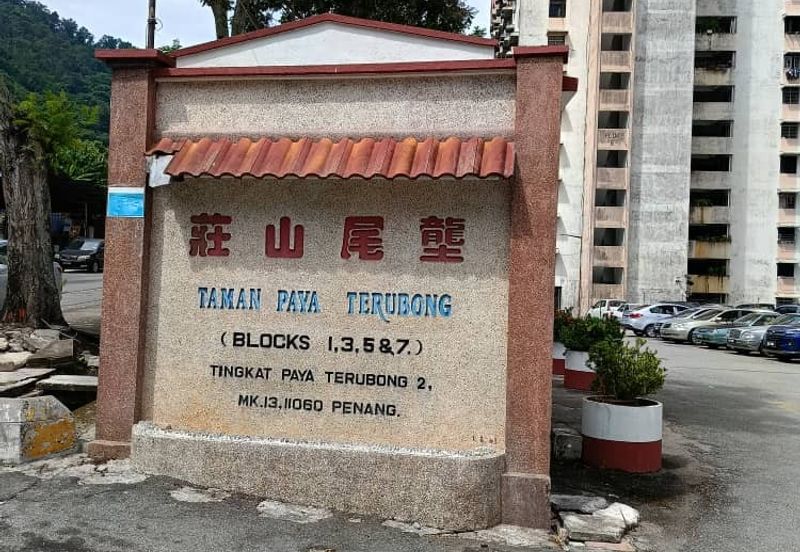 莊山尾壟
TAMAN PAYA TERUBONG
(BLOCKS 1,3,5&7.)
TINGKAT PAYA TERUBONG 2,
MK.13,11060 PENANG.